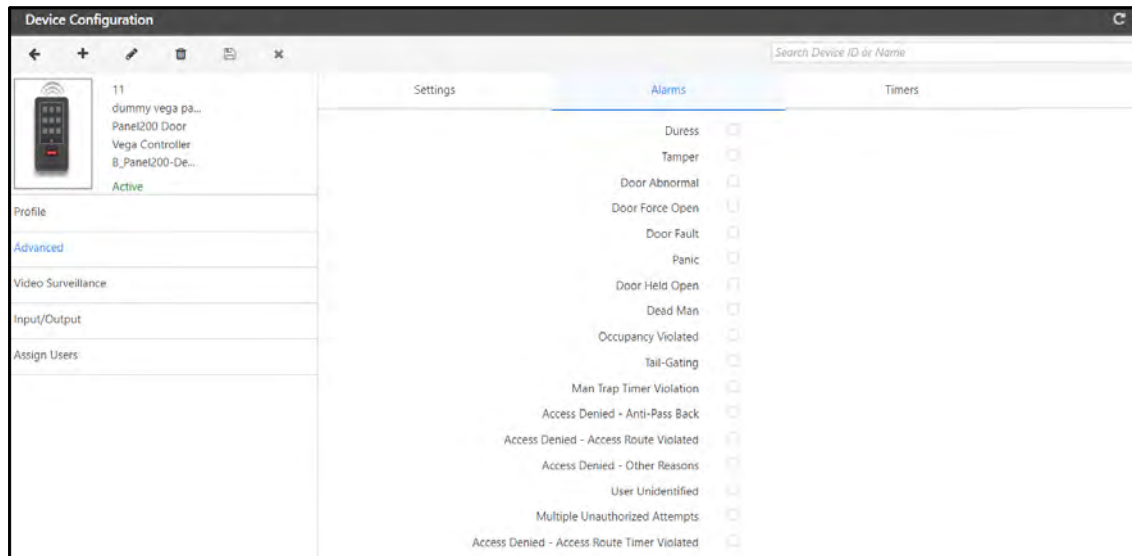 Device Configuration
Search Device ID or Name
11
dummy vega pa...
Panel200 Door
Vega Controller
B_Panel200-De...
Active
Profile
Advanced
Video Surveillance
Input/Output
Assign Users
Settings
Alarms
Timers
Duress
Tamper
Door Abnormal
Door Force Open
Door Fault
Panic
Door Held Open
Dead Man
Occupancy Violated
Tail-Gating
Man Trap Timer Violation
Access Denied - Anti-Pass Back
Access Denied - Access Route Violated
Access Denied - Other Reasons
User Unidentified
Multiple Unauthorized Attempts
Access Denied - Access Route Timer Violated